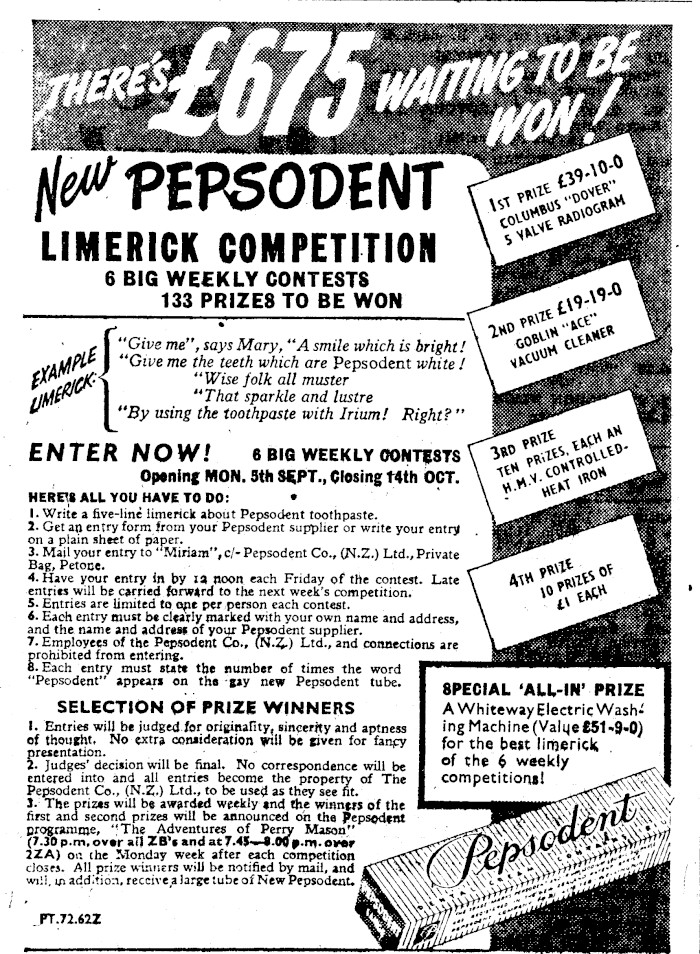 THERE'S £675 WAITING TO BE
WON!
New PEPSODENT
LIMERICK COMPETITION
6 BIG WEEKLY CONTESTS
133 PRIZES TO BE WON
1ST PRIZE £39-10-0
COLUMBUS "DOVER"
5 VALVE RADIOGRAM
2ND PRIZE £19-19-0
GOBLIN "ACE"
VACUUM CLEANER
3RD PRIZE
TEN PRIZES, EACH AN
H.M.V. CONTROLLED-
HEAT IRON
4TH PRIZE
10 PRIZES OF
£1 EACH
EXAMPLE
LIMERICK:
"Give me", says Mary, "A smile which is bright!
"Give me the teeth which are Pepsodent white!
"Wise folk all muster
"That sparkle and lustre
"By using the toothpaste with Irium! Right?"
ENTER NOW! 6 BIG WEEKLY CONTESTS
Opening MON. 5th SEPT., Closing 14th OCT.
HERE'S ALL YOU HAVE TO DO:
1. Write a five-line limerick about Pepsodent toothpaste.
2. Get an entry form from your Pepsodent supplier or write your entry
on a plain sheet of paper.
3. Mail your entry to "Miriam", c/- Pepsodent Co., (N.Z.) Ltd., Private
Bag, Petone.
4. Have your entry in by 12 noon each Friday of the contest. Late
entries will be carried forward to the next week's competition.
5. Entries are limited to one per person each contest.
6. Each entry must be clearly marked with your own name and address,
and the name and address of your Pepsodent supplier.
7. Employees of the Pepsodent Co., (N.Z.) Ltd., and connections are
prohibited from entering.
8. Each entry must state the number of times the word
"Pepsodent" appears on the gay new Pepsodent tube.
SELECTION OF PRIZE WINNERS
1. Entries will be judged for originality, sincerity and aptness
of thought. No extra consideration will be given for fancy
presentation.
2. Judges' decision will be final. No correspondence will be
entered into and all entries become the property of The
Pepsodent Co., (N.Z.) Ltd., to be used as they see fit.
3. The prizes will be awarded weekly and the winners of the
first and second prizes will be announced on the Pepsodent
programme, "The Adventures of Perry Mason"
(7.30 p.m. over all ZB's and at 7.45—8.00 p.m. over
2ZA) on the Monday week after each competition
closes. All prize winners will be notified by mail, and
will, in addition, receive a large tube of New Pepsodent.
SPECIAL 'ALL-IN' PRIZE
A Whiteway Electric Wash-
ing Machine (Value £51-9-0)
for the best limerick
of the 6 weekly
competitions!
Pepsodent
PT.72.62Z